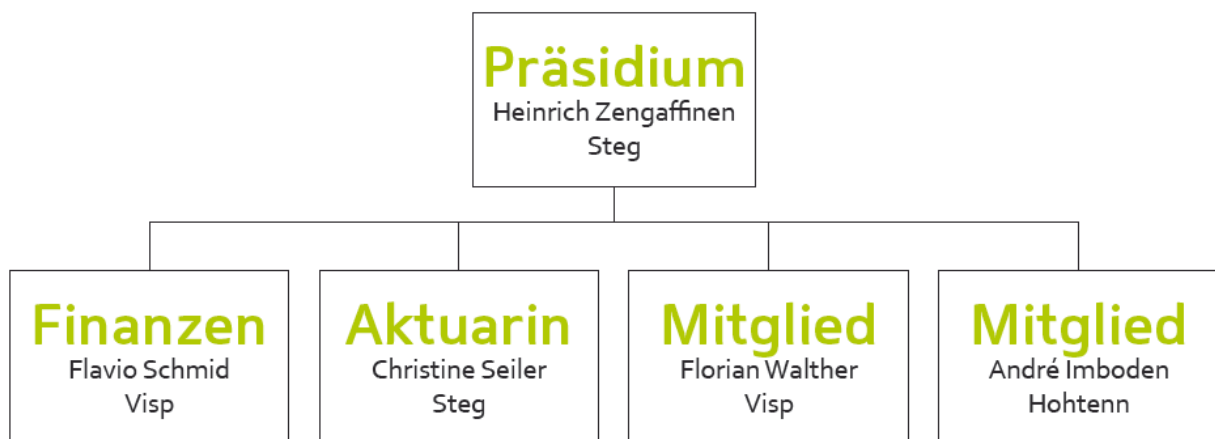 Präsidium
Heinrich Zengaffinen
Steg
Finanzen
Flavio Schmid
Visp
Aktuarin
Christine Seiler
Steg
Mitglied
Florian Walther
Visp
Mitglied
André Imboden
Hohtenn